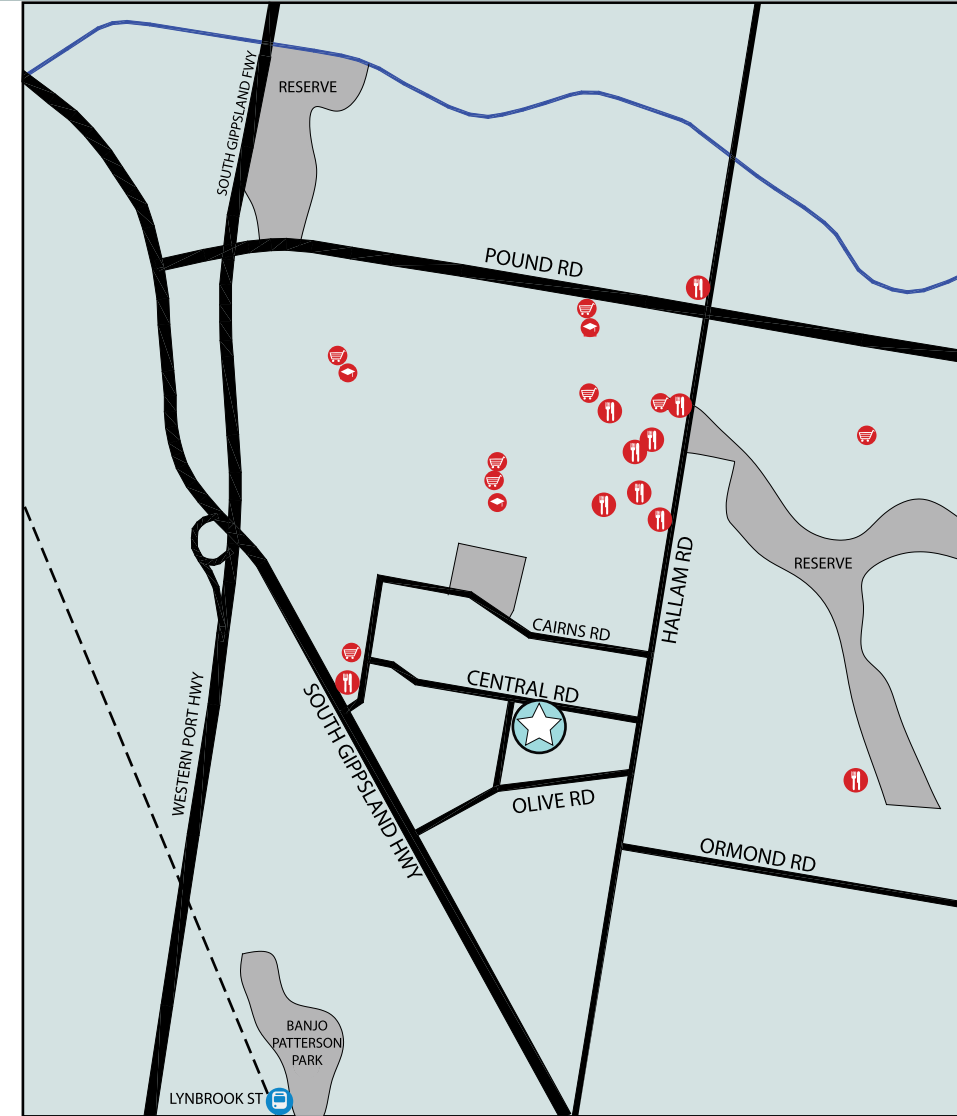 SOUTH GIPPSLAND FWY
RESERVE
POUND RD
HALLAM RD
RESERVE
CAIRNS RD
CENTRAL RD
WESTERN PORT HWY
SOUTH GIPPSLAND HWY
OLIVE RD
ORMOND RD
BANJO
PATTERSON
PARK
LYNBROOK ST